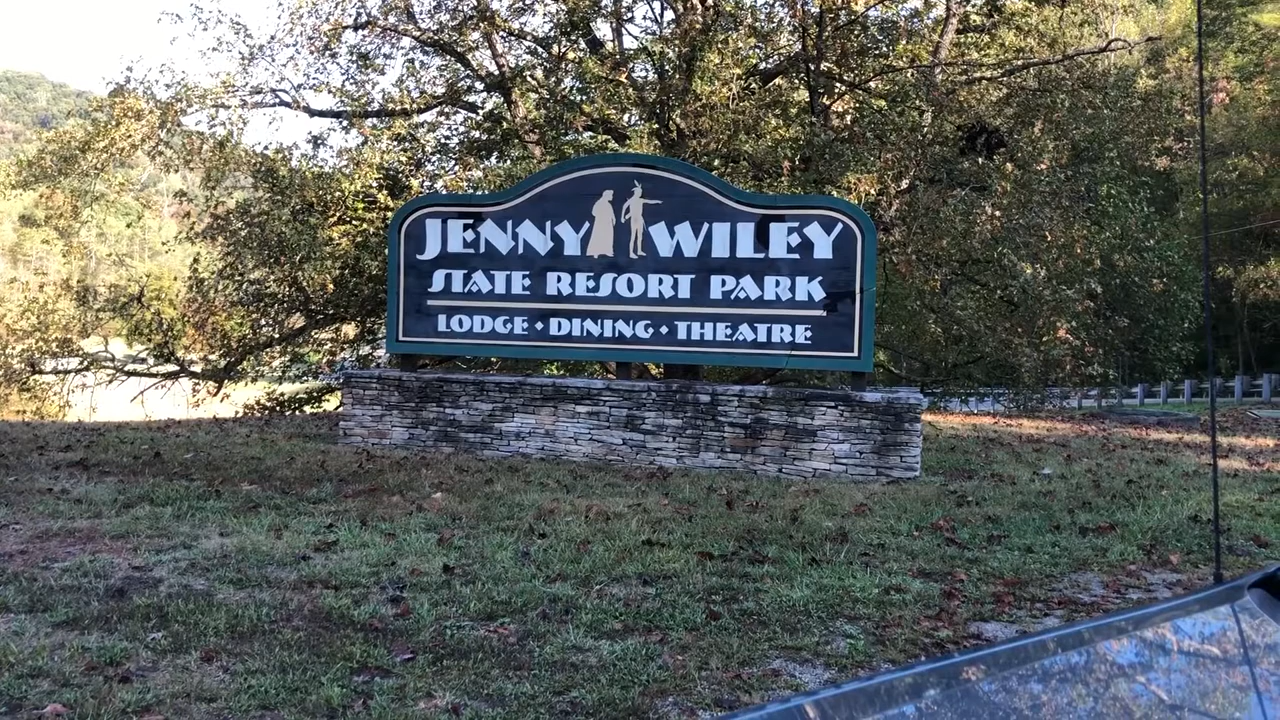 JENNY WILEY
STATE RESORT PARK
LODGE • DINING • THEATRE